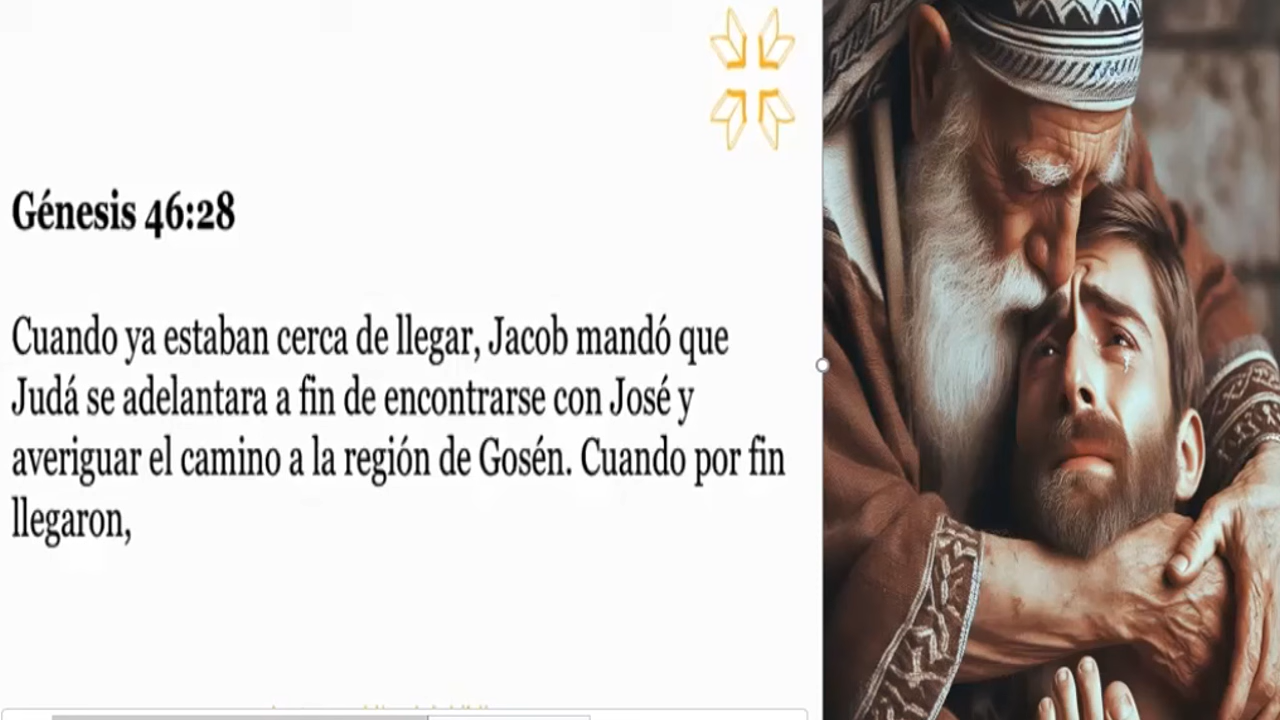 Génesis 46:28
Cuando ya estaban cerca de llegar, Jacob mandó que
Judá se adelantara a fin de encontrarse con José y
averiguar el camino a la región de Gosén. Cuando por fin
llegaron,